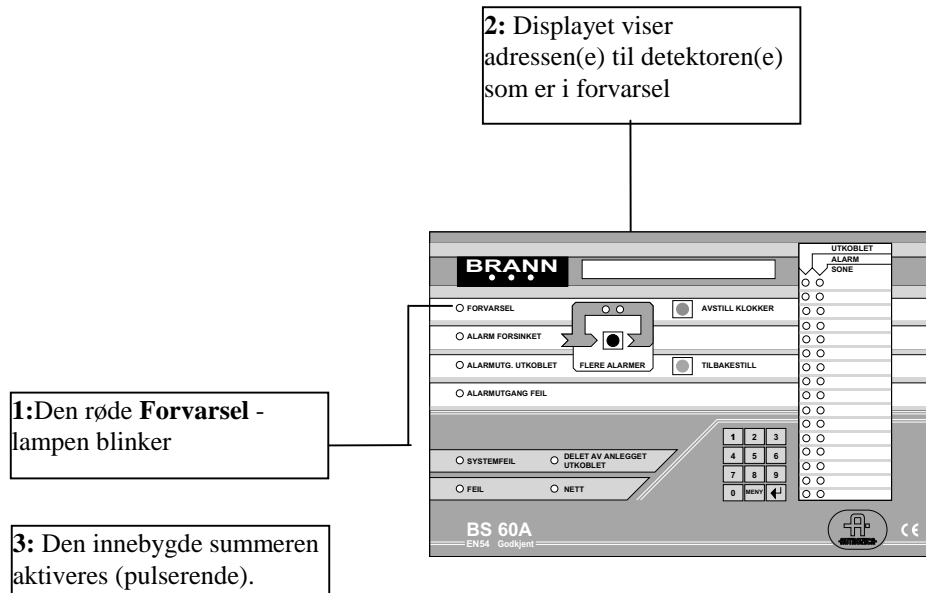 2: Displayet viser
adressen(e) til detektoren(e)
som er i forvarsel
UTKOBLET
ALARM
SONE
BRANN
FORVARSEL
AVSTILL KLOKKER
ALARM FORSINKET
ALARMUTG. UTKOBLET
FLERE ALARMER
TILBAKESTILL
ALARMUTGANG FEIL
1:Den røde Forvarsel -
lampen blinker
1 2 3
4 5 6
7 8 9
0 MENY
SYSTEMFEIL
DELET AV ANLEGGET
UTKOBLET
FEIL
NETT
3: Den innebygde summeren
aktiveres (pulserende).
BS 60A
EN54 Godkjent
AUTRONICA
CE